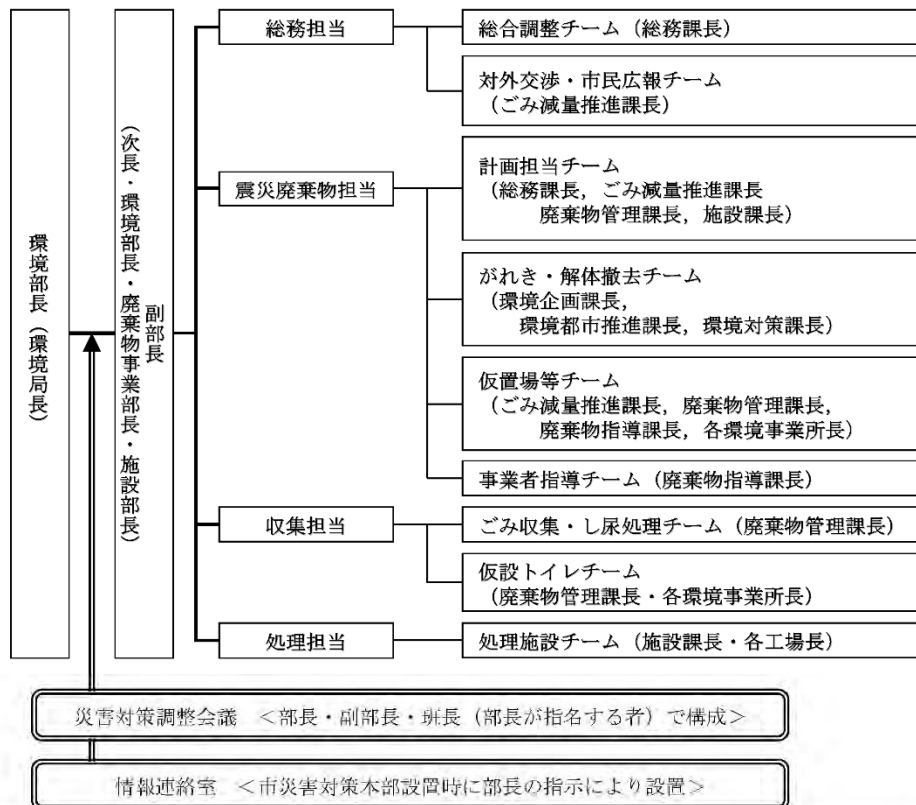 環境部長（環境局長）
副部長
（次長・環境部長・廃棄物事業部長・施設部長）
総務担当
総合調整チーム（総務課長）
対外交渉・市民広報チーム
（ごみ減量推進課長）
震災廃棄物担当
計画担当チーム
（総務課長，ごみ減量推進課長
廃棄物管理課長，施設課長）
がれき・解体撤去チーム
（環境企画課長，
環境都市推進課長，環境対策課長）
仮置場等チーム
（ごみ減量推進課長，廃棄物管理課長，
廃棄物指導課長，各環境事業所長）
事業者指導チーム（廃棄物指導課長）
収集担当
ごみ収集・し尿処理チーム（廃棄物管理課長）
仮設トイレチーム
（廃棄物管理課長・各環境事業所長）
処理担当
処理施設チーム（施設課長・各工場長）
災害対策調整会議　＜部長・副部長・班長（部長が指名する者）で構成＞
情報連絡室　＜市災害対策本部設置時に部長の指示により設置＞